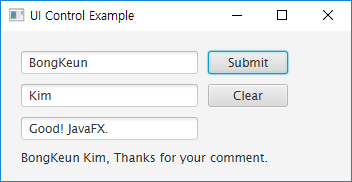 UI Control Example
BongKeun Submit
Kim Clear
Good! JavaFX.
BongKeun Kim, Thanks for your comment.